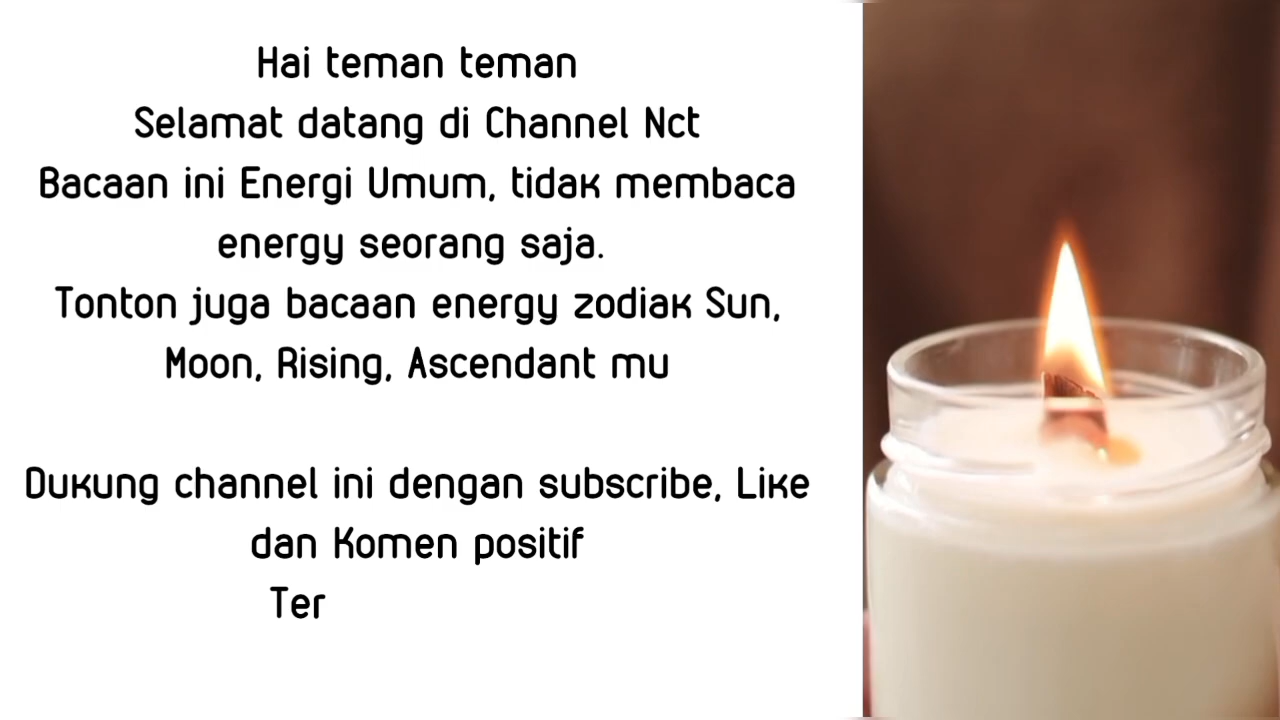 Hai teman teman
Selamat datang di Channel Nct
Bacaan ini Energi Umum, tidak membaca
energy seorang saja.
Tonton juga bacaan energy zodiak Sun,
Moon, Rising, Ascendant mu
Dukung channel ini dengan subscribe, Like
dan Komen positif
Ter